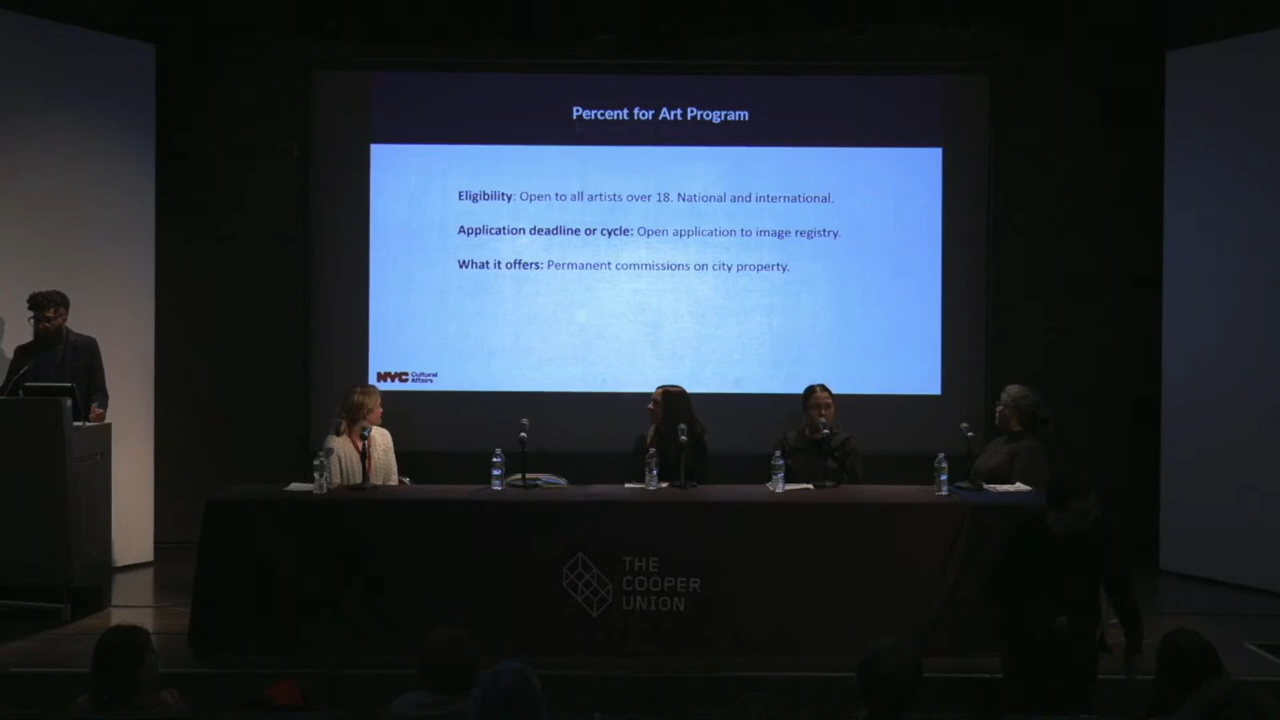 Percent for Art Program
Eligibility: Open to all artists over 18. National and international.
Application deadline or cycle: Open application to image registry.
What it offers: Permanent commissions on city property.
NYC Cultural
Affairs
THE
COOPER
UNION